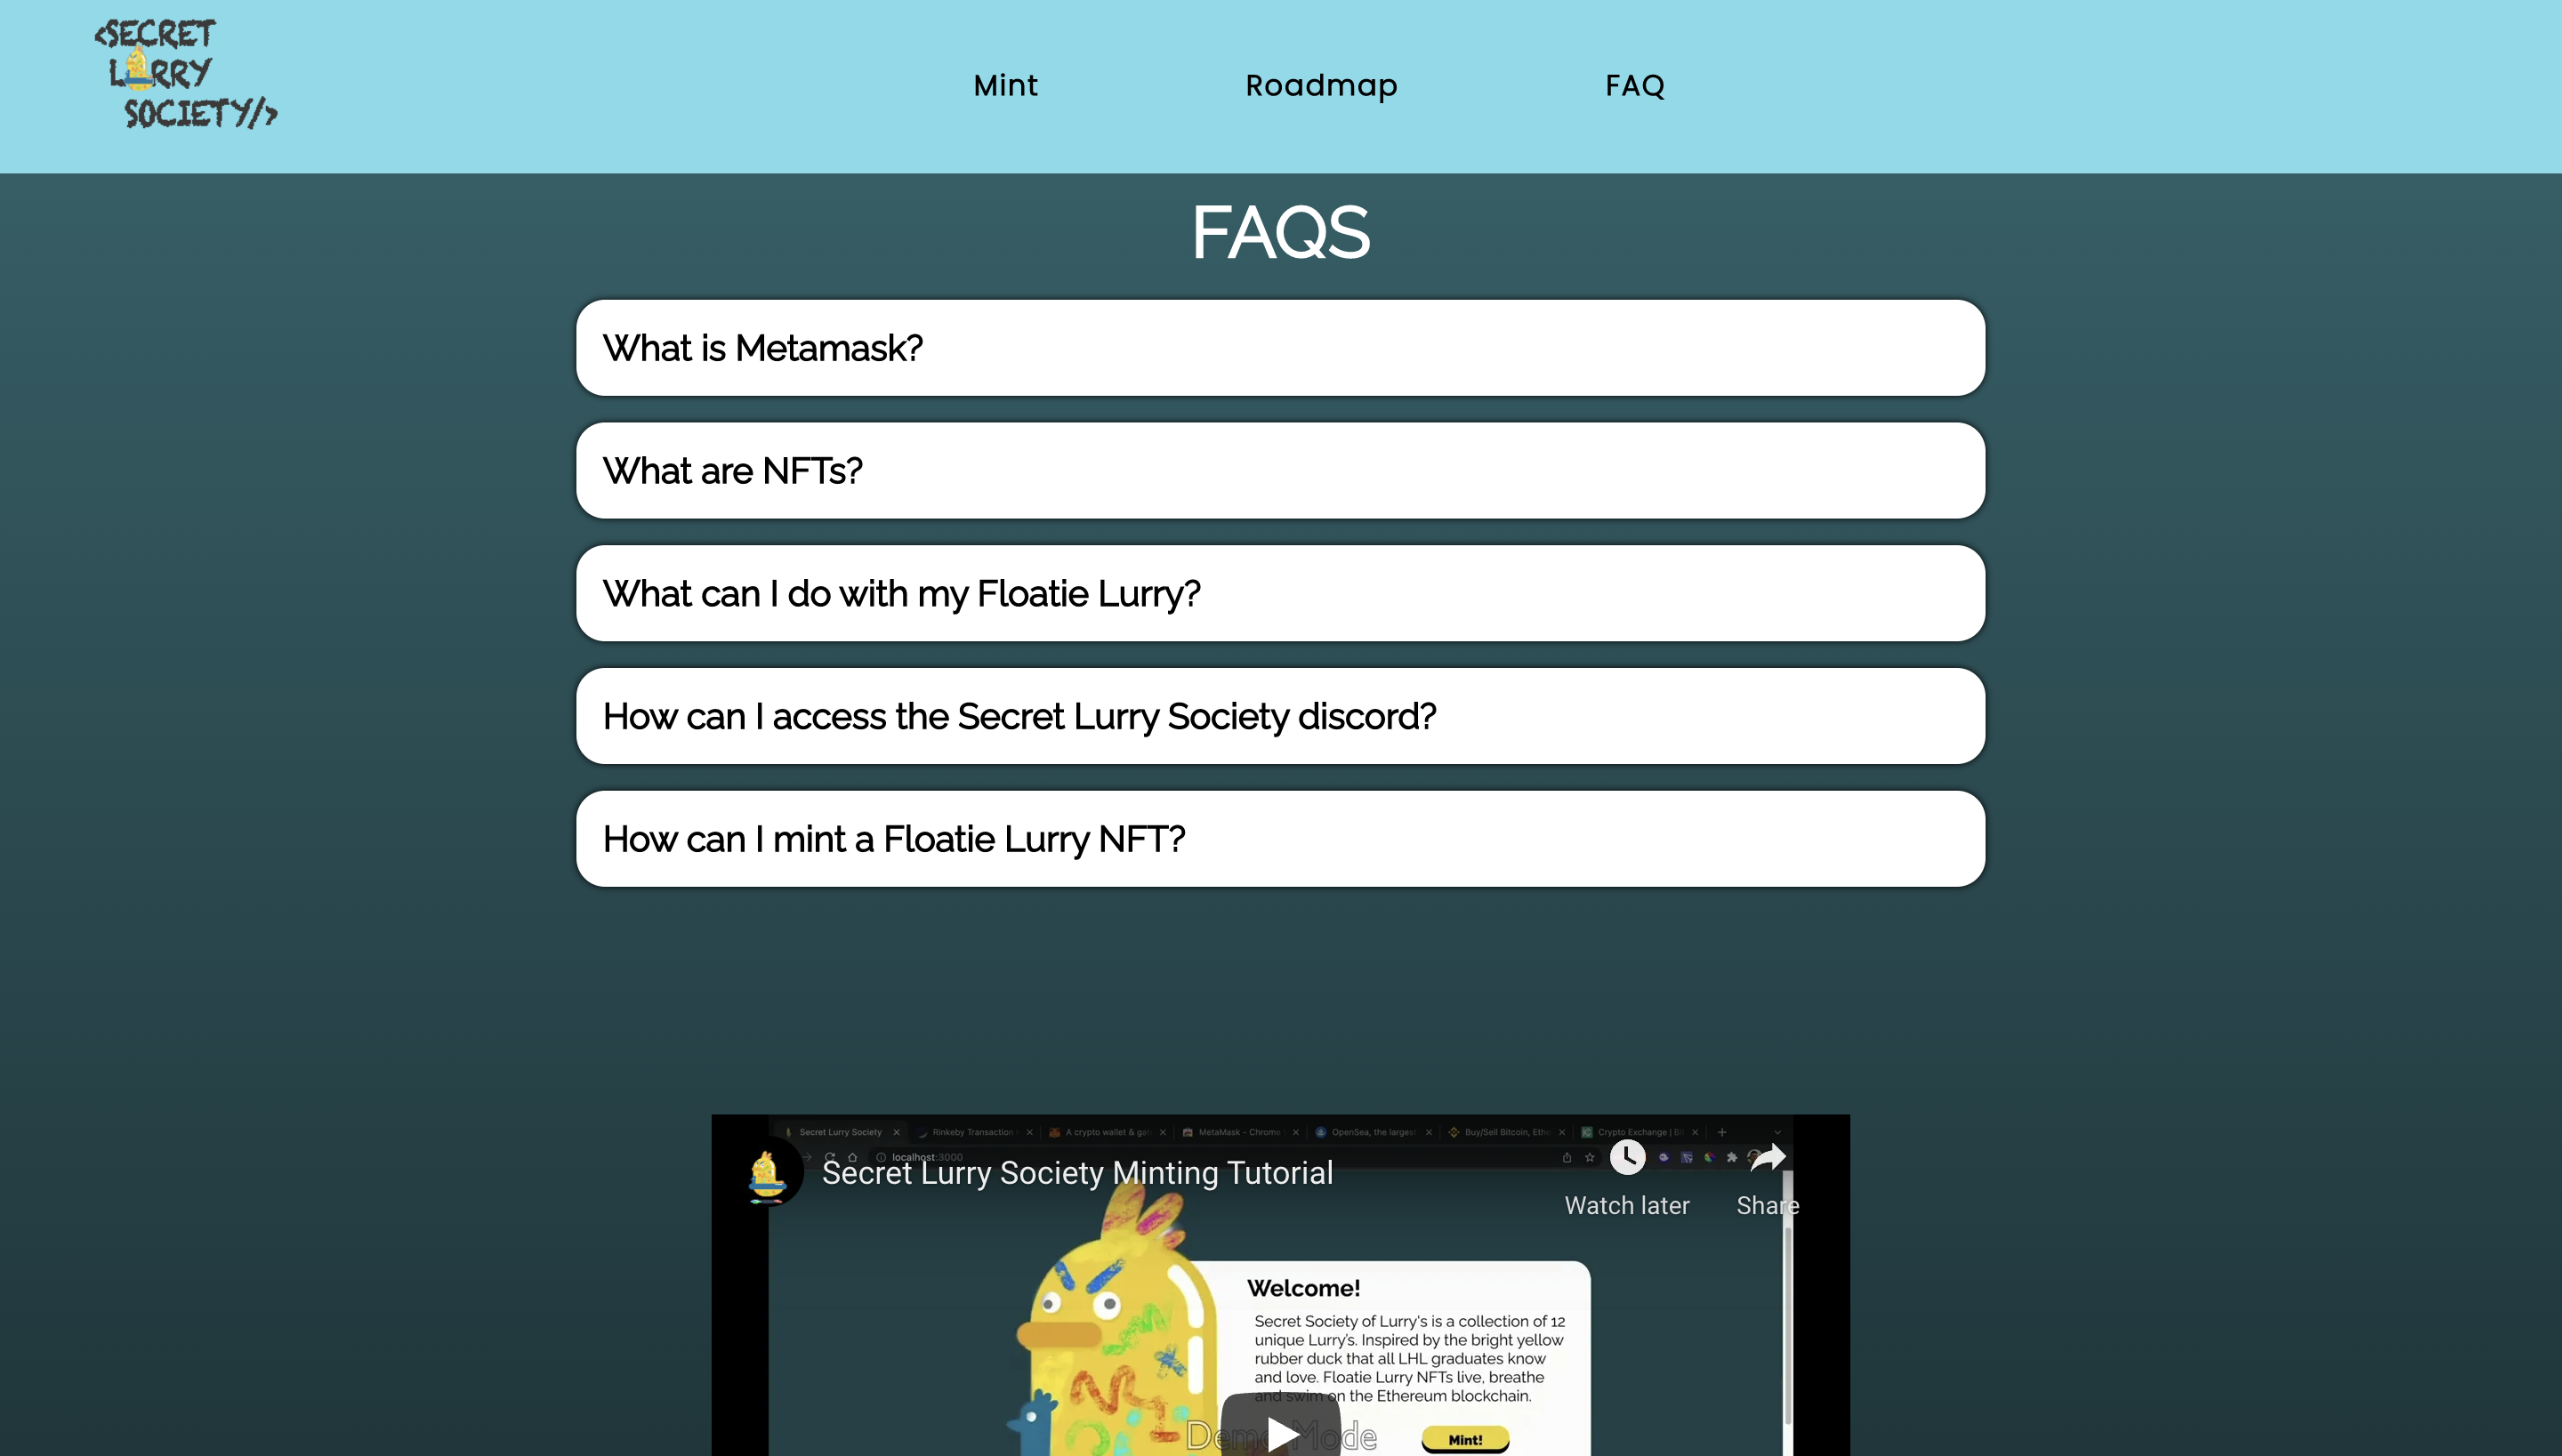 <SECRET
LURRY
SOCIETY/>
Mint
Roadmap
FAQ
FAQS
What is Metamask?
What are NFTs?
What can I do with my Floatie Lurry?
How can I access the Secret Lurry Society discord?
How can I mint a Floatie Lurry NFT?
Secret Lurry Society
Rinkeby Transaction
A crypto wallet & ga
MetaMask - Chrome
OpenSea, the largest
Buy/Sell Bitcoin, Ethe
Crypto Exchange | Bi
localhost:3000
Secret Lurry Society Minting Tutorial
Watch later
Share
Welcome!
Secret Society of Lurry's is a collection of 12
unique Lurry's. Inspired by the bright yellow
rubber duck that all LHL graduates know
and love. Floatie Lurry NFTs live, breathe
and swim on the Ethereum blockchain.
Demo Mode
Mint!